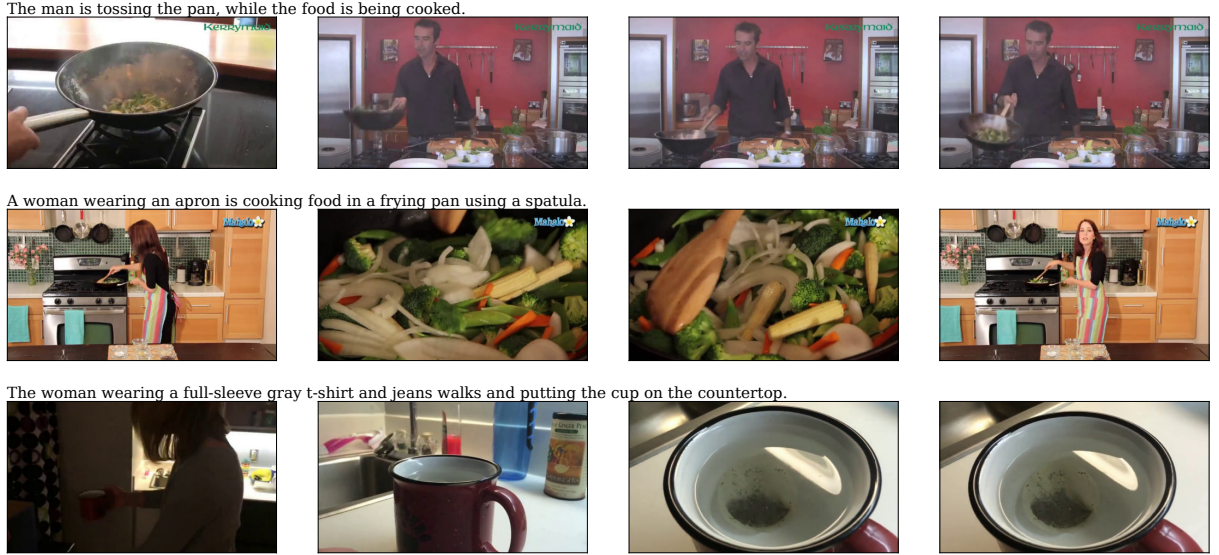 The man is tossing the pan, while the food is being cooked.
Kerrymaid Kerrymaid Kerrymaid Kerrymaid
A woman wearing an apron is cooking food in a frying pan using a spatula.
Mahalo Mahalo Mahalo Mahalo
The woman wearing a full-sleeve gray t-shirt and jeans walks and putting the cup on the countertop.